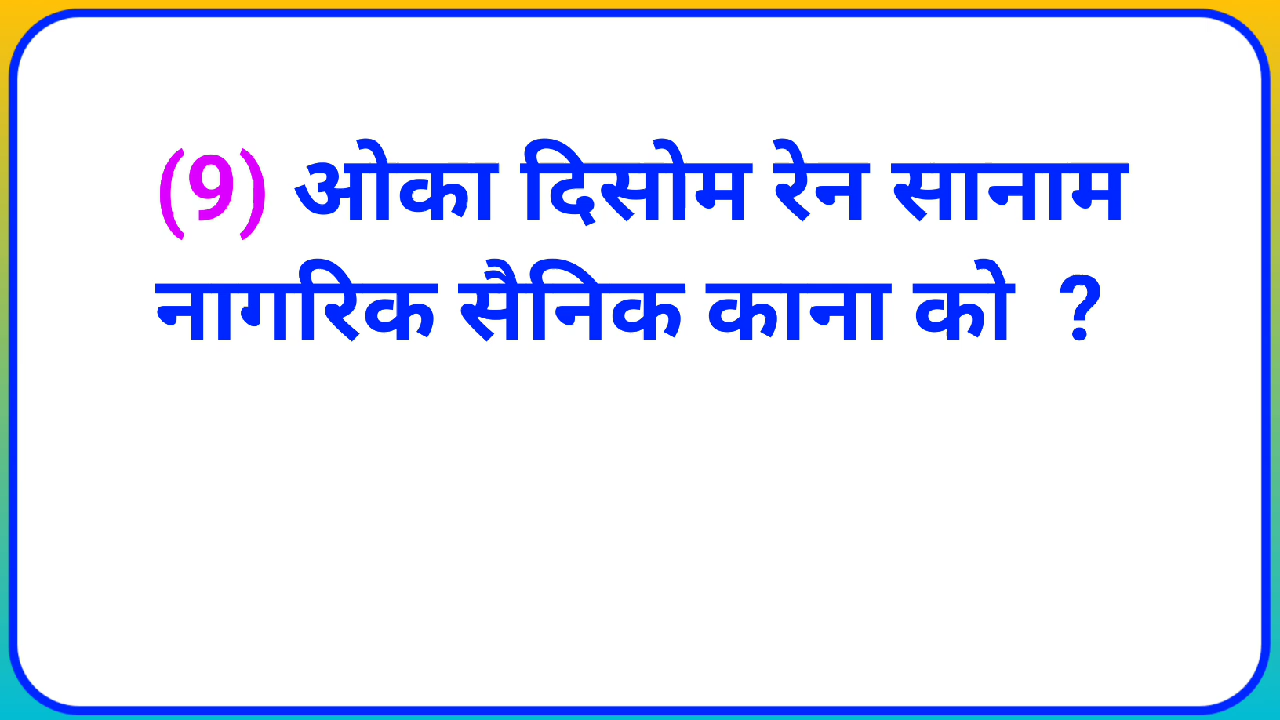 (9) ओका दिसोम रेन सानाम
नागरिक सैनिक काना को ?